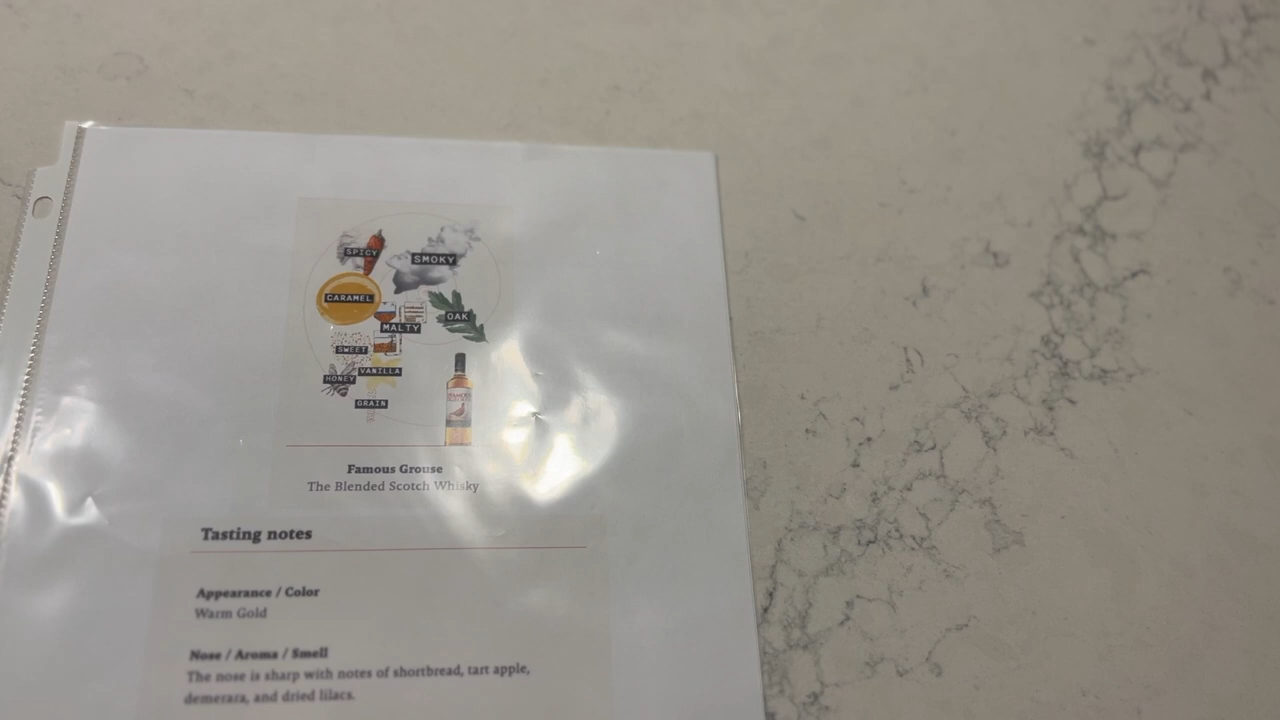 SPICY
SMOKY
CARAMEL
OAK
MALTY
SWEET
VANILLA
HONEY
GRAIN
Famous Grouse
The Blended Scotch Whisky
Tasting notes
Appearance / Color
Warm Gold
Nose / Aroma / Smell
The nose is sharp with notes of shortbread, tart apple,
demerara, and dried lilacs.